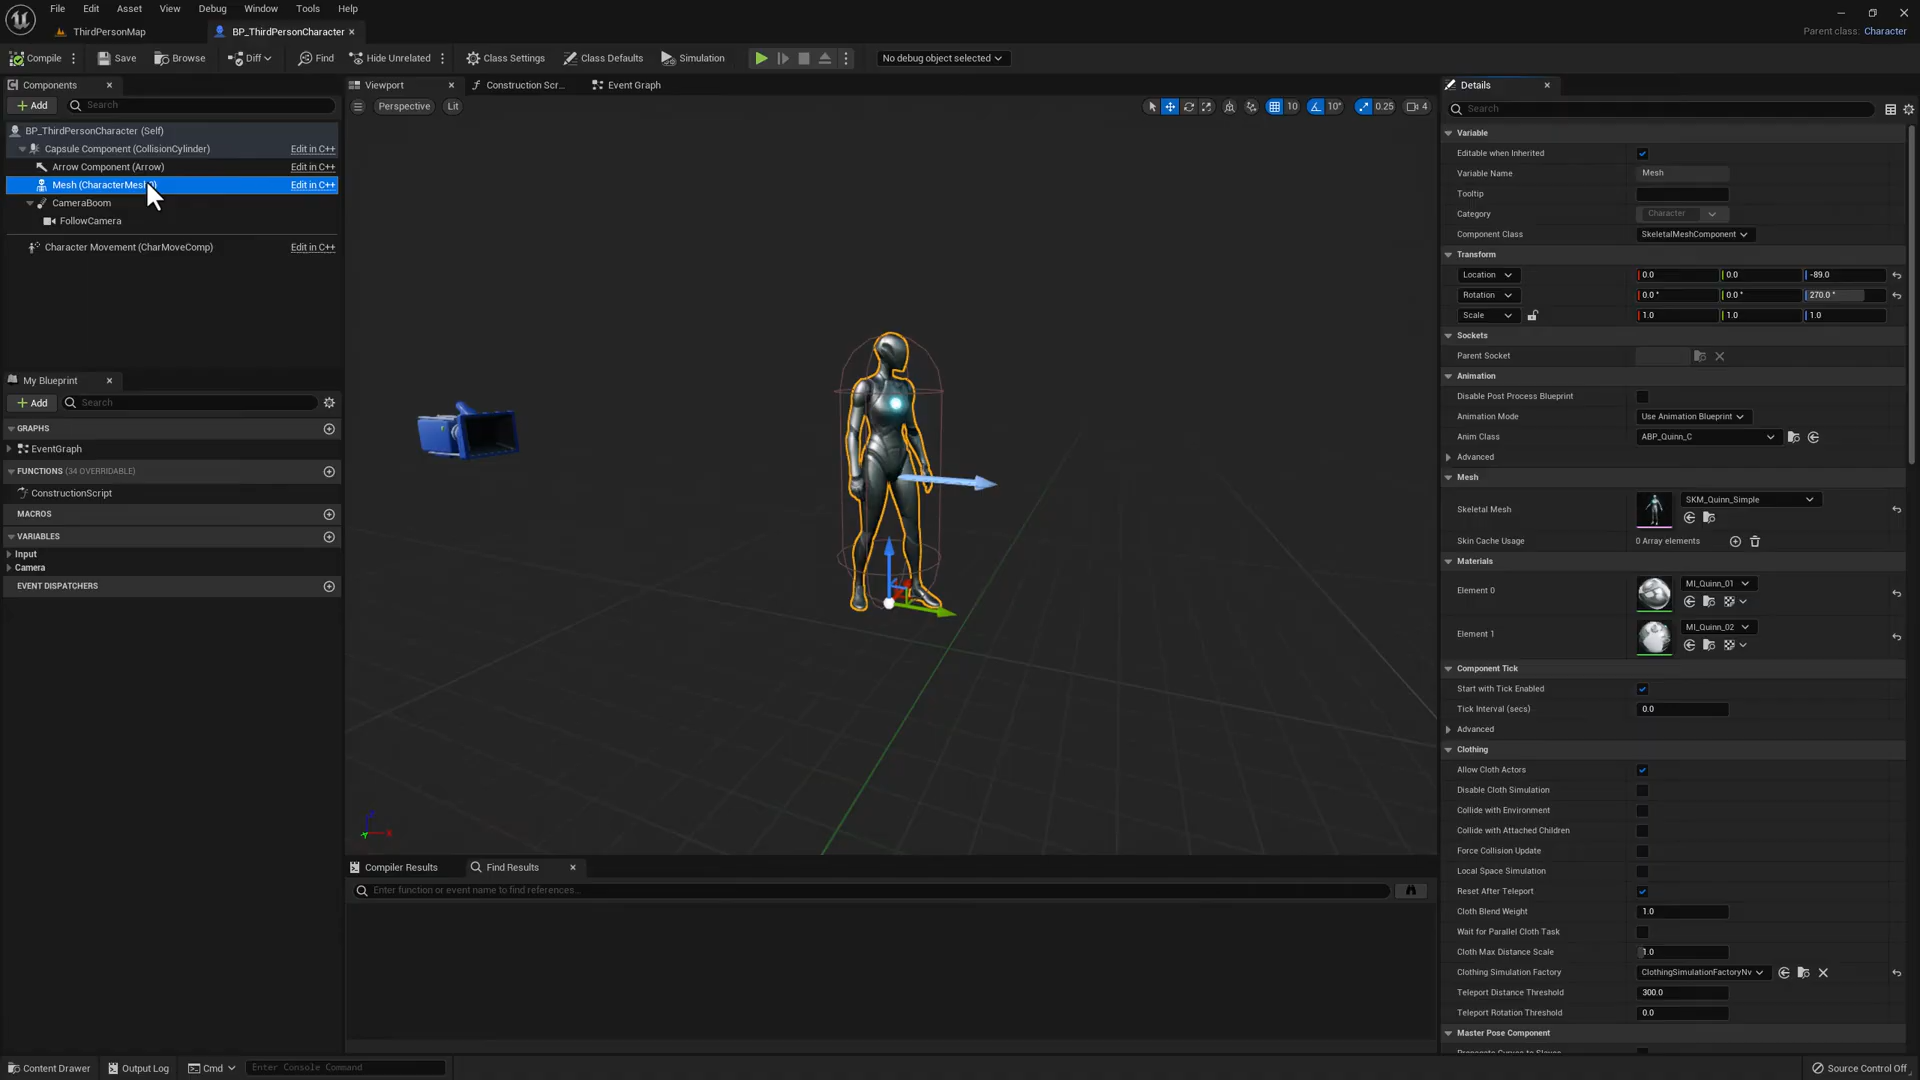 File Edit Asset View Debug Window Tools Help
ThirdPersonMap
BP_ThirdPersonCharacter
Parent class: Character
Compile Save Browse Diff Find Hide Unrelated Class Settings Class Defaults Simulation No debug object selected
Components
Add Search
BP_ThirdPersonCharacter (Self)
Capsule Component (CollisionCylinder) Edit in C++
Arrow Component (Arrow) Edit in C++
Mesh (CharacterMesh Edit in C++
CameraBoom
FollowCamera
Character Movement (CharMoveComp) Edit in C++
My Blueprint
Add Search
GRAPHS
EventGraph
FUNCTIONS (34 OVERRIDABLE)
ConstructionScript
MACROS
VARIABLES
Input
Camera
EVENT DISPATCHERS
Viewport Construction Scr... Event Graph
Perspective Lit 10 10° 0.25 4
Compiler Results Find Results
Enter function or event name to find references...
Details
Search
Variable
Editable when Inherited
Variable Name Mesh
Tooltip
Category Character
Component Class SkeletalMeshComponent
Transform
Location 0.0 0.0 -89.0
Rotation 0.0° 0.0° 270.0°
Scale 1.0 1.0 1.0
Sockets
Parent Socket
Animation
Disable Post Process Blueprint
Animation Mode Use Animation Blueprint
Anim Class ABP_Quinn_C
Advanced
Mesh
Skeletal Mesh SKM_Quinn_Simple
Skin Cache Usage 0 Array elements
Materials
Element 0 MI_Quinn_01
Element 1 MI_Quinn_02
Component Tick
Start with Tick Enabled
Tick Interval (secs) 0.0
Advanced
Clothing
Allow Cloth Actors
Disable Cloth Simulation
Collide with Environment
Collide with Attached Children
Force Collision Update
Local Space Simulation
Reset After Teleport
Cloth Blend Weight 1.0
Wait for Parallel Cloth Task
Cloth Max Distance Scale 1.0
Clothing Simulation Factory ClothingSimulationFactoryNv
Teleport Distance Threshold 300.0
Teleport Rotation Threshold 0.0
Master Pose Component
Content Drawer Output Log Cmd Enter Console Command Source Control Off